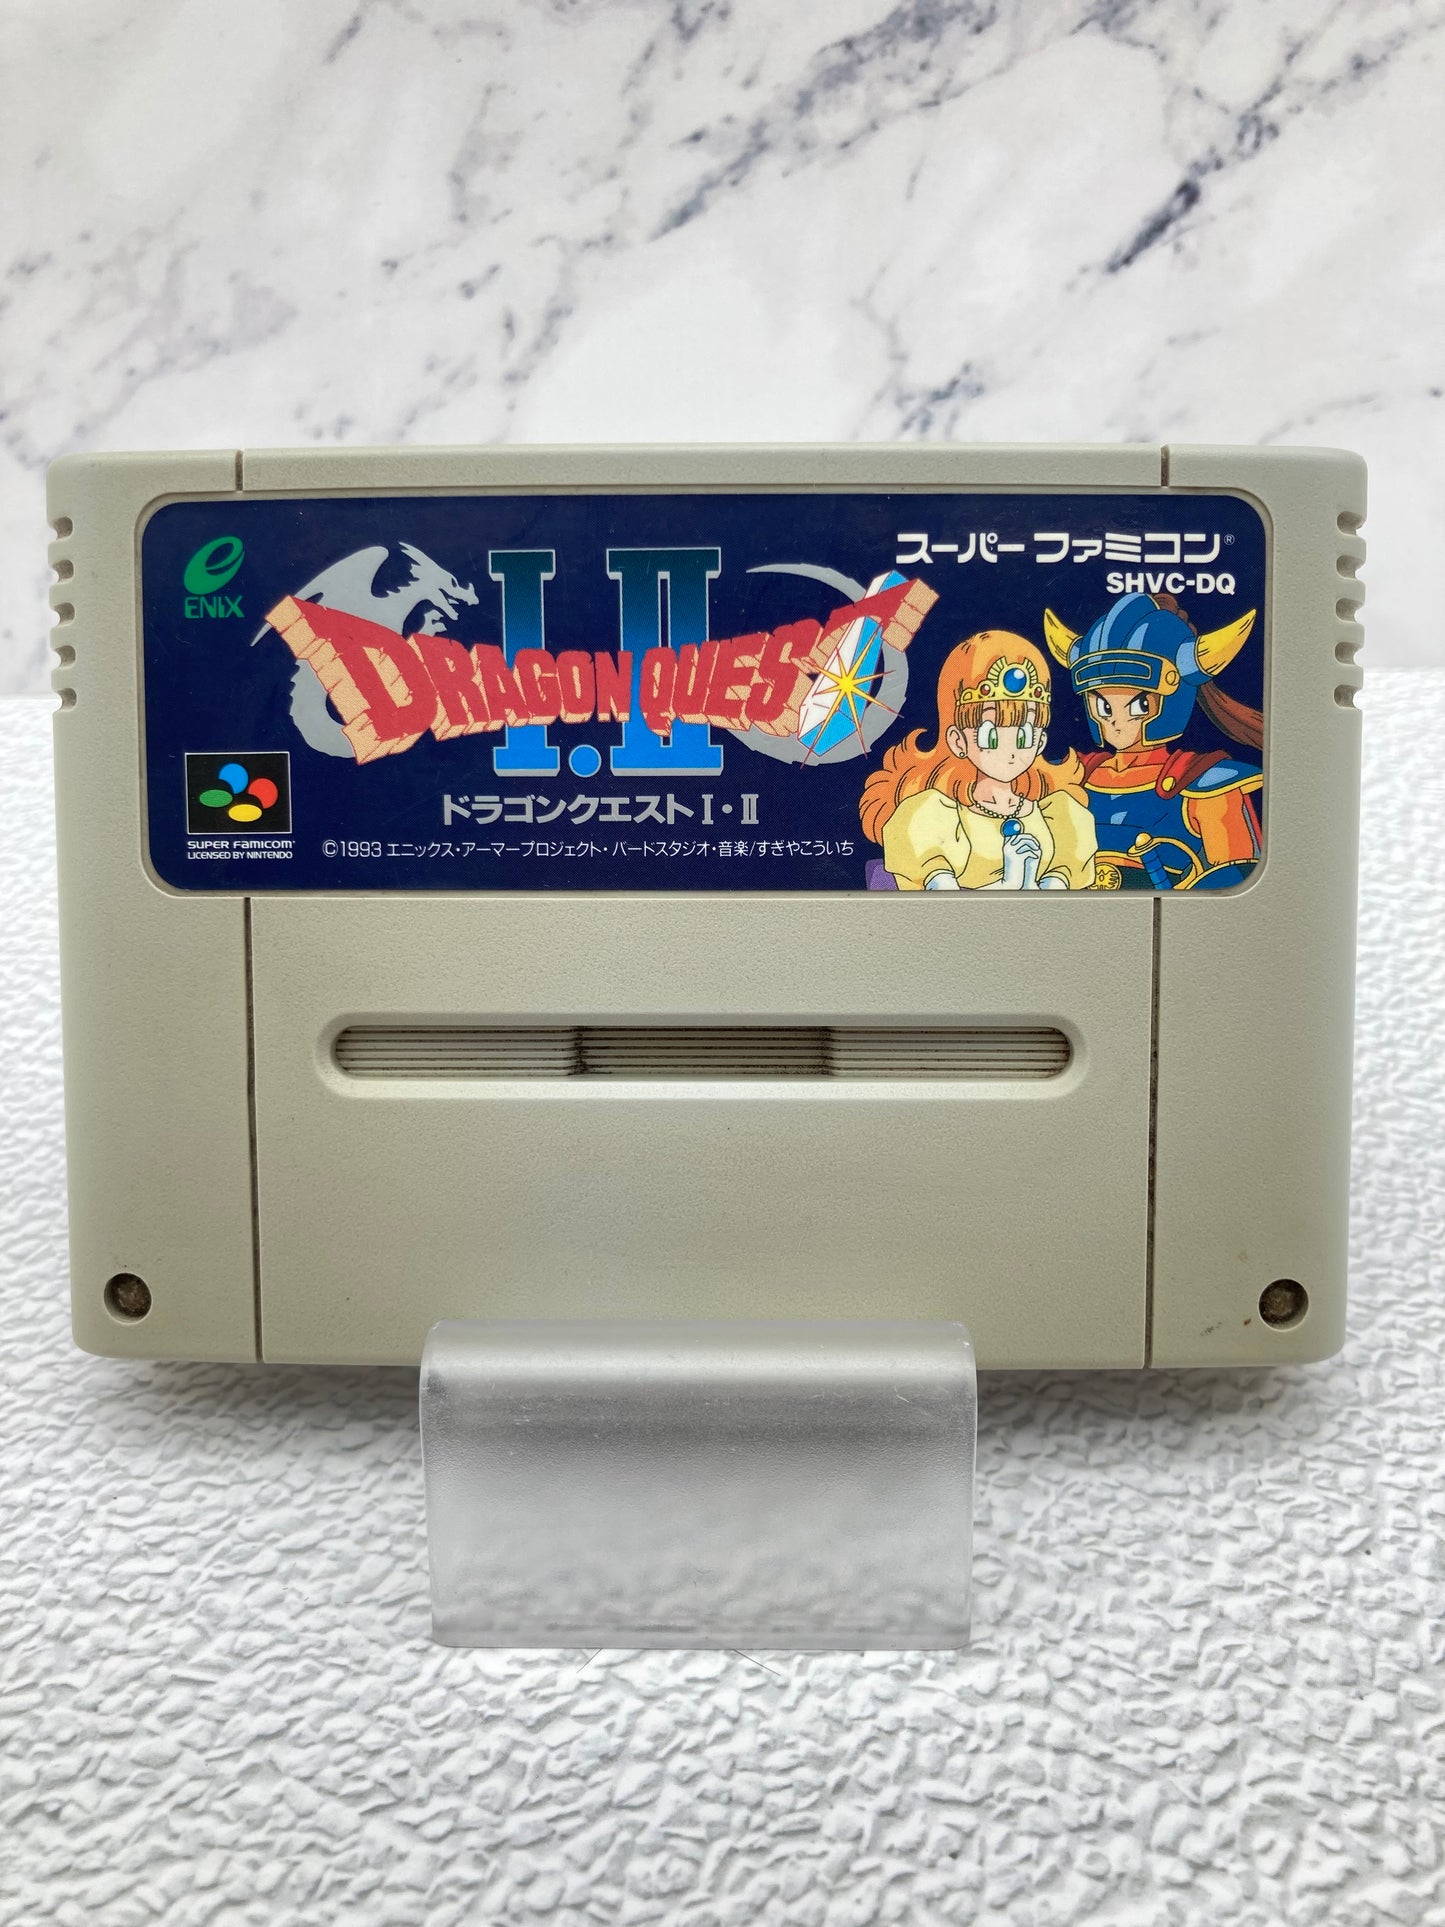 ENIX
I.II
DRAGON QUEST
スーパーファミコン®
SHVC-DQ
ドラゴンクエストI・II
SUPER FAMICOM™
LICENSED BY NINTENDO
©1993 エニックス・アーマープロジェクト・バードスタジオ・音楽/すぎやこういち